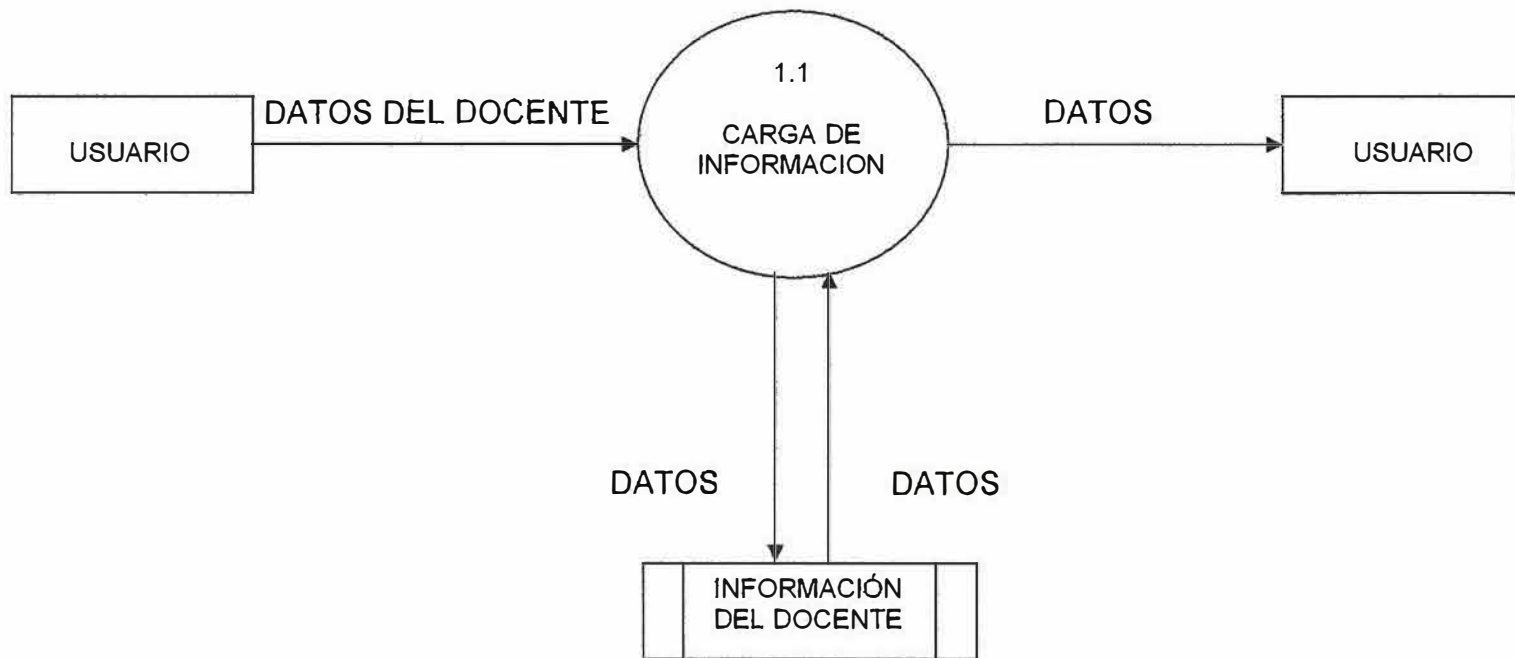 1.1
DATOS DEL DOCENTE
DATOS
USUARIO
CARGA DE
INFORMACION
USUARIO
DATOS
DATOS
INFORMACIÓN
DEL DOCENTE